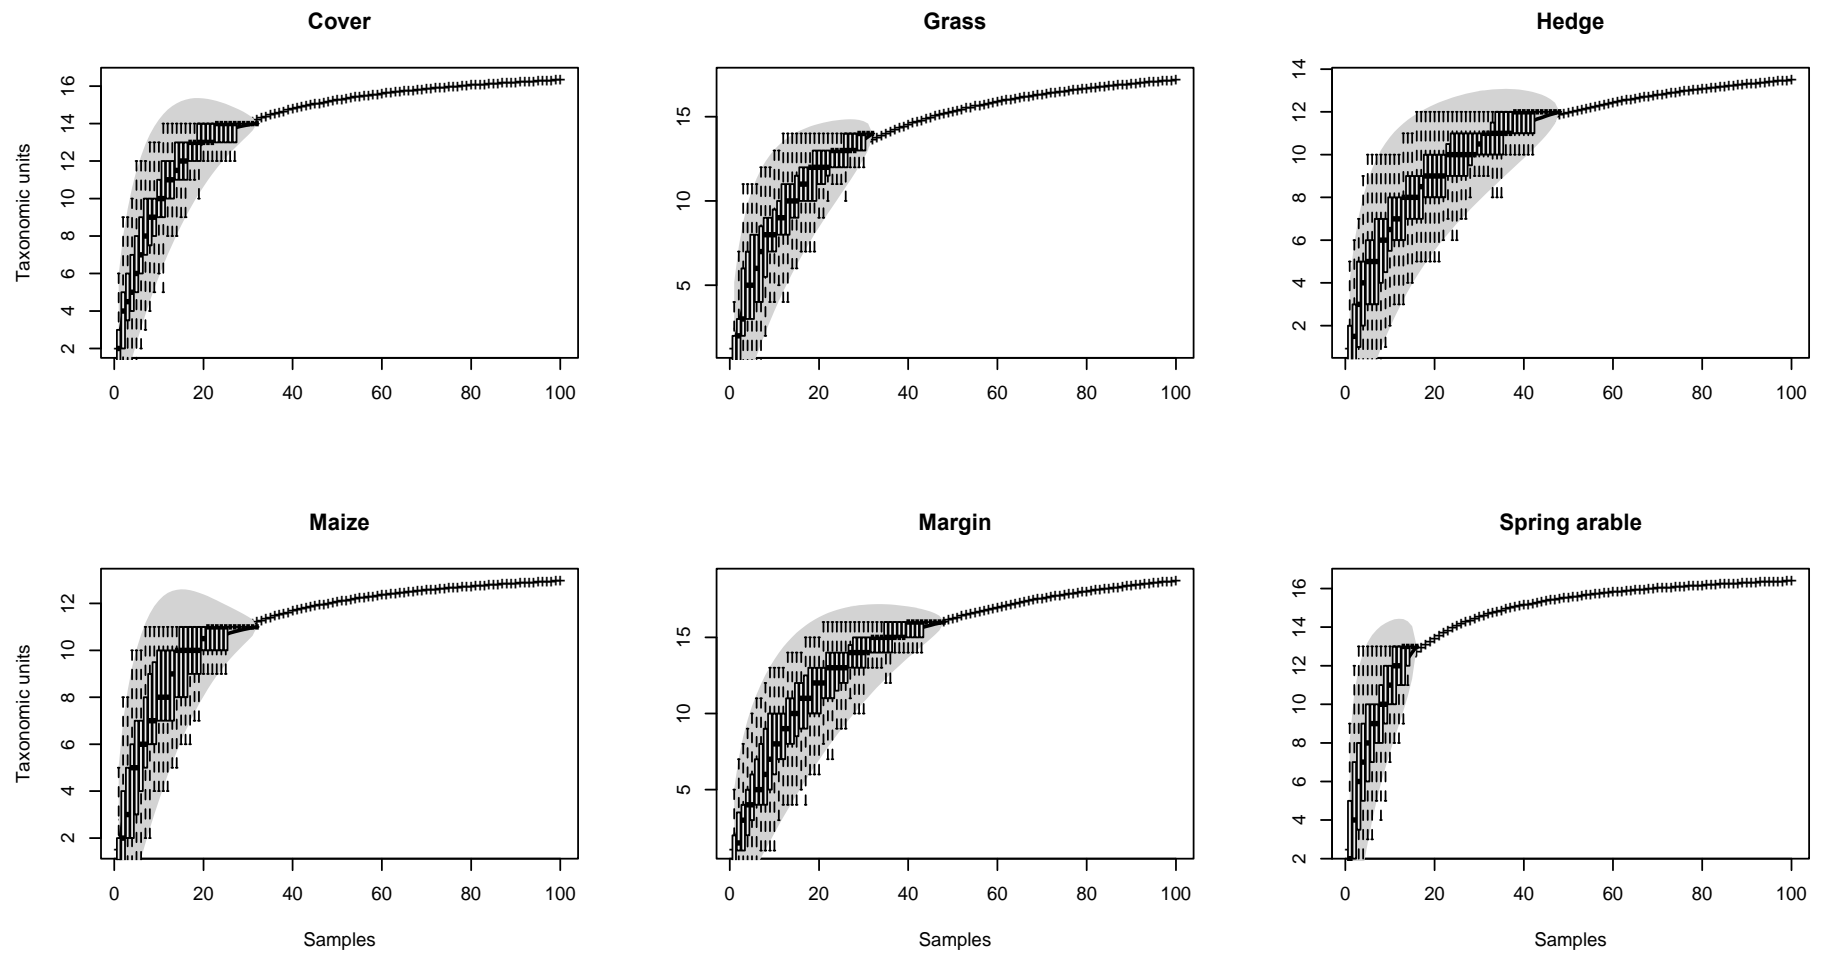 Cover
Grass
Hedge
Taxonomic units
2 4 6 8 10 12 14 16
0 20 40 60 80 100
5 10 15
0 20 40 60 80 100
2 4 6 8 10 12 14
0 20 40 60 80 100
Maize
Margin
Spring arable
Taxonomic units
2 4 6 8 10 12
0 20 40 60 80 100
Samples
5 10 15
0 20 40 60 80 100
Samples
2 4 6 8 10 12 14 16
0 20 40 60 80 100
Samples